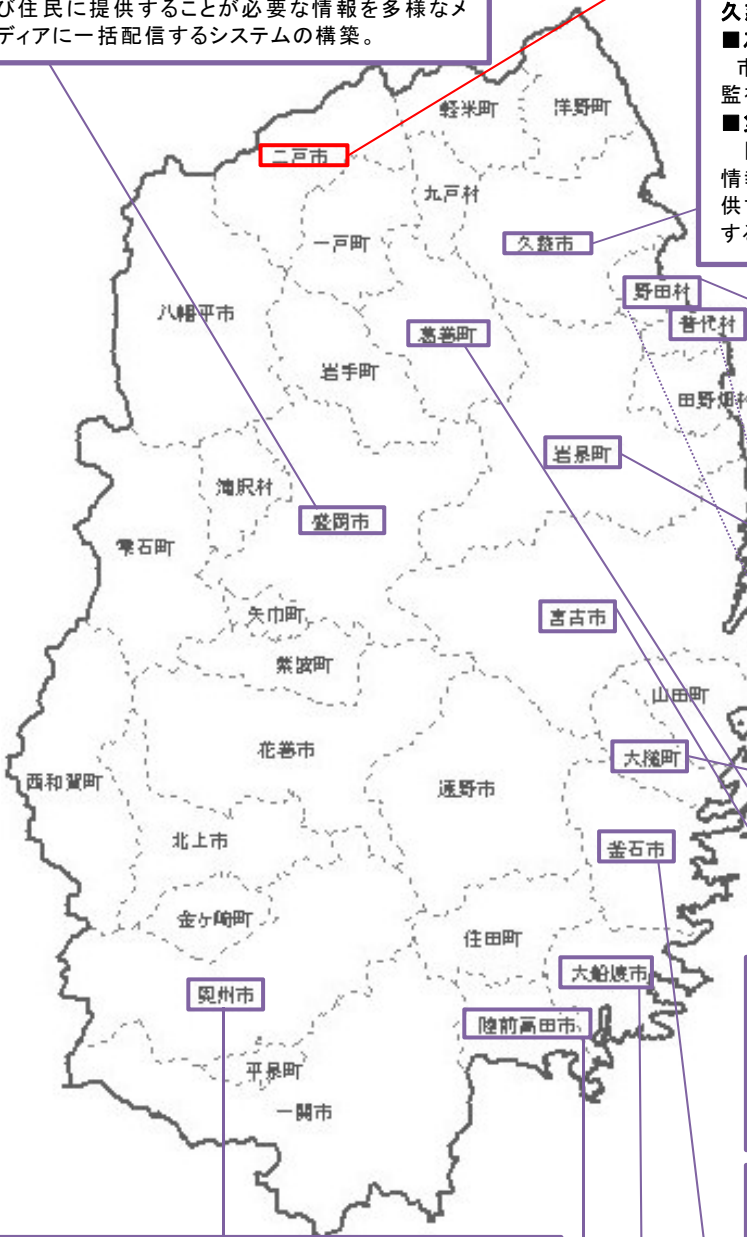 び住民に提供することが必要な情報を多様なメ
ディアに一括配信するシステムの構築。
軽米町
洋野町
二戸市
九戸村
一戸町
久慈市
八幡平市
野田村
普代村
葛巻町
岩手町
田野畑村
岩泉町
滝沢村
盛岡市
雫石町
矢巾町
宮古市
紫波町
山田町
花巻市
大槌町
西和賀町
遠野市
北上市
釜石市
金ヶ崎町
住田町
大船渡市
奥州市
陸前高田市
平泉町
一関市